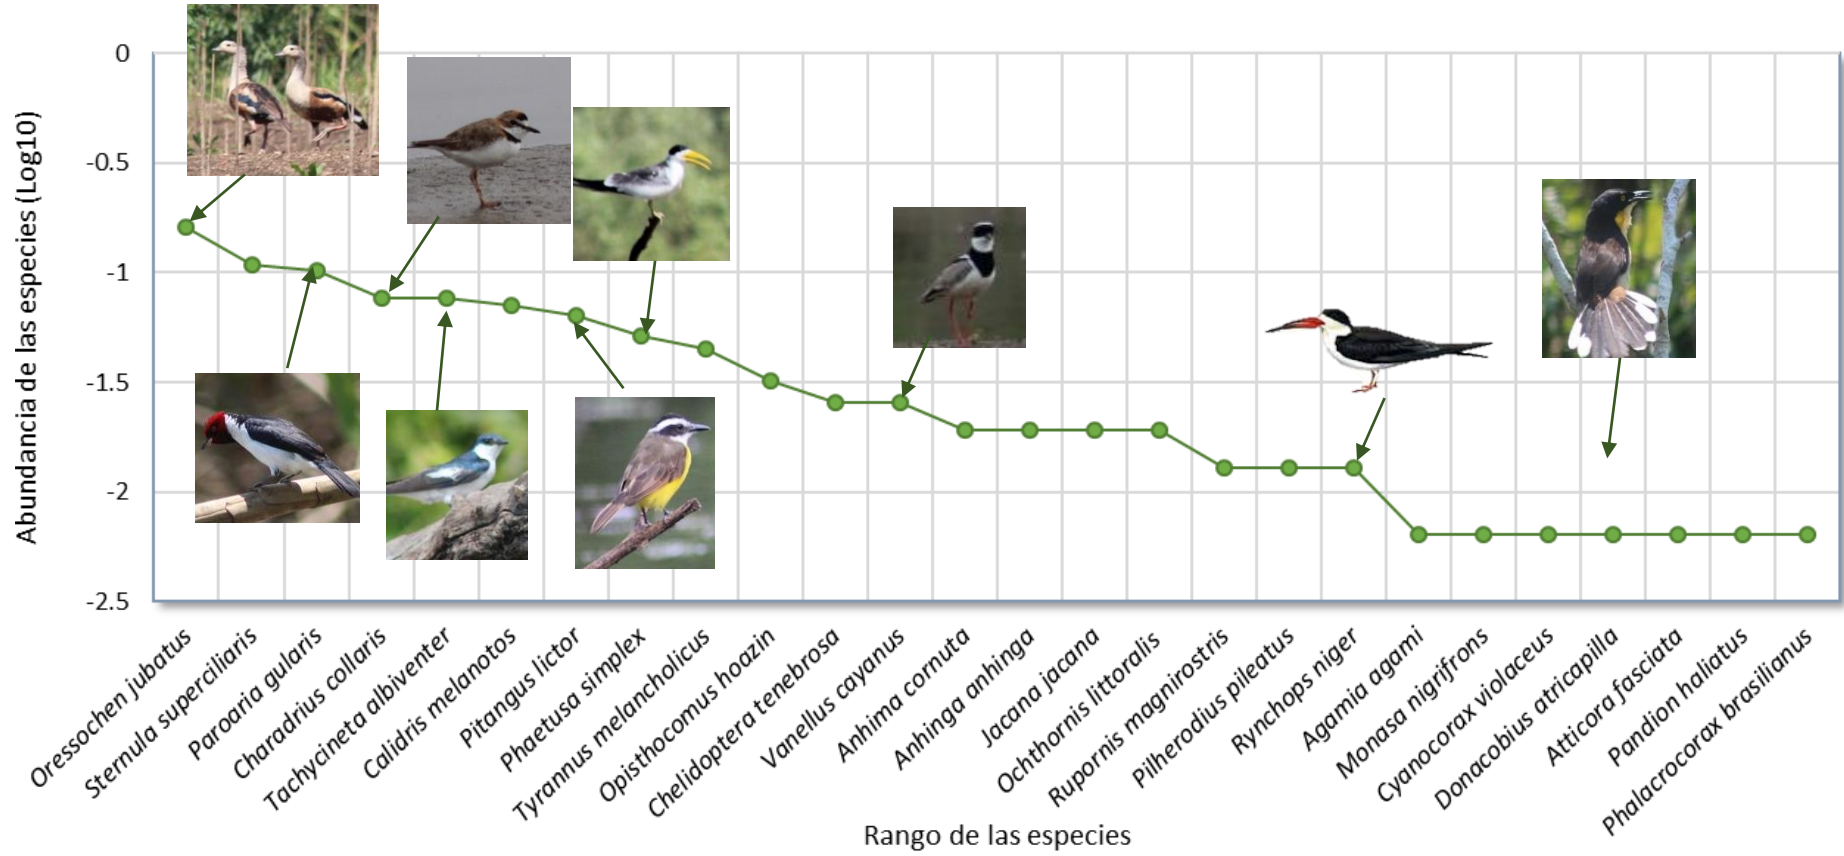 Abundancia de las especies (Log10)
0
-0.5
-1
-1.5
-2
-2.5
Oressochen jubatus
Sternula superciliaris
Paroaria gularis
Charadrius collaris
Tachycineta albiventer
Calidris melanotos
Pitangus lictor
Phaetusa simplex
Tyrannus melancholicus
Opisthocomus hoazin
Chelidoptera tenebrosa
Vanellus cayanus
Anhima cornuta
Anhinga anhinga
Jacana jacana
Ochthornis littoralis
Rupornis magnirostris
Pilherodius pileatus
Rynchops niger
Agamia agami
Monasa nigrifrons
Cyanocorax violaceus
Donacobius atricapilla
Atticora fasciata
Pandion haliatus
Phalacrocorax brasilianus
Rango de las especies